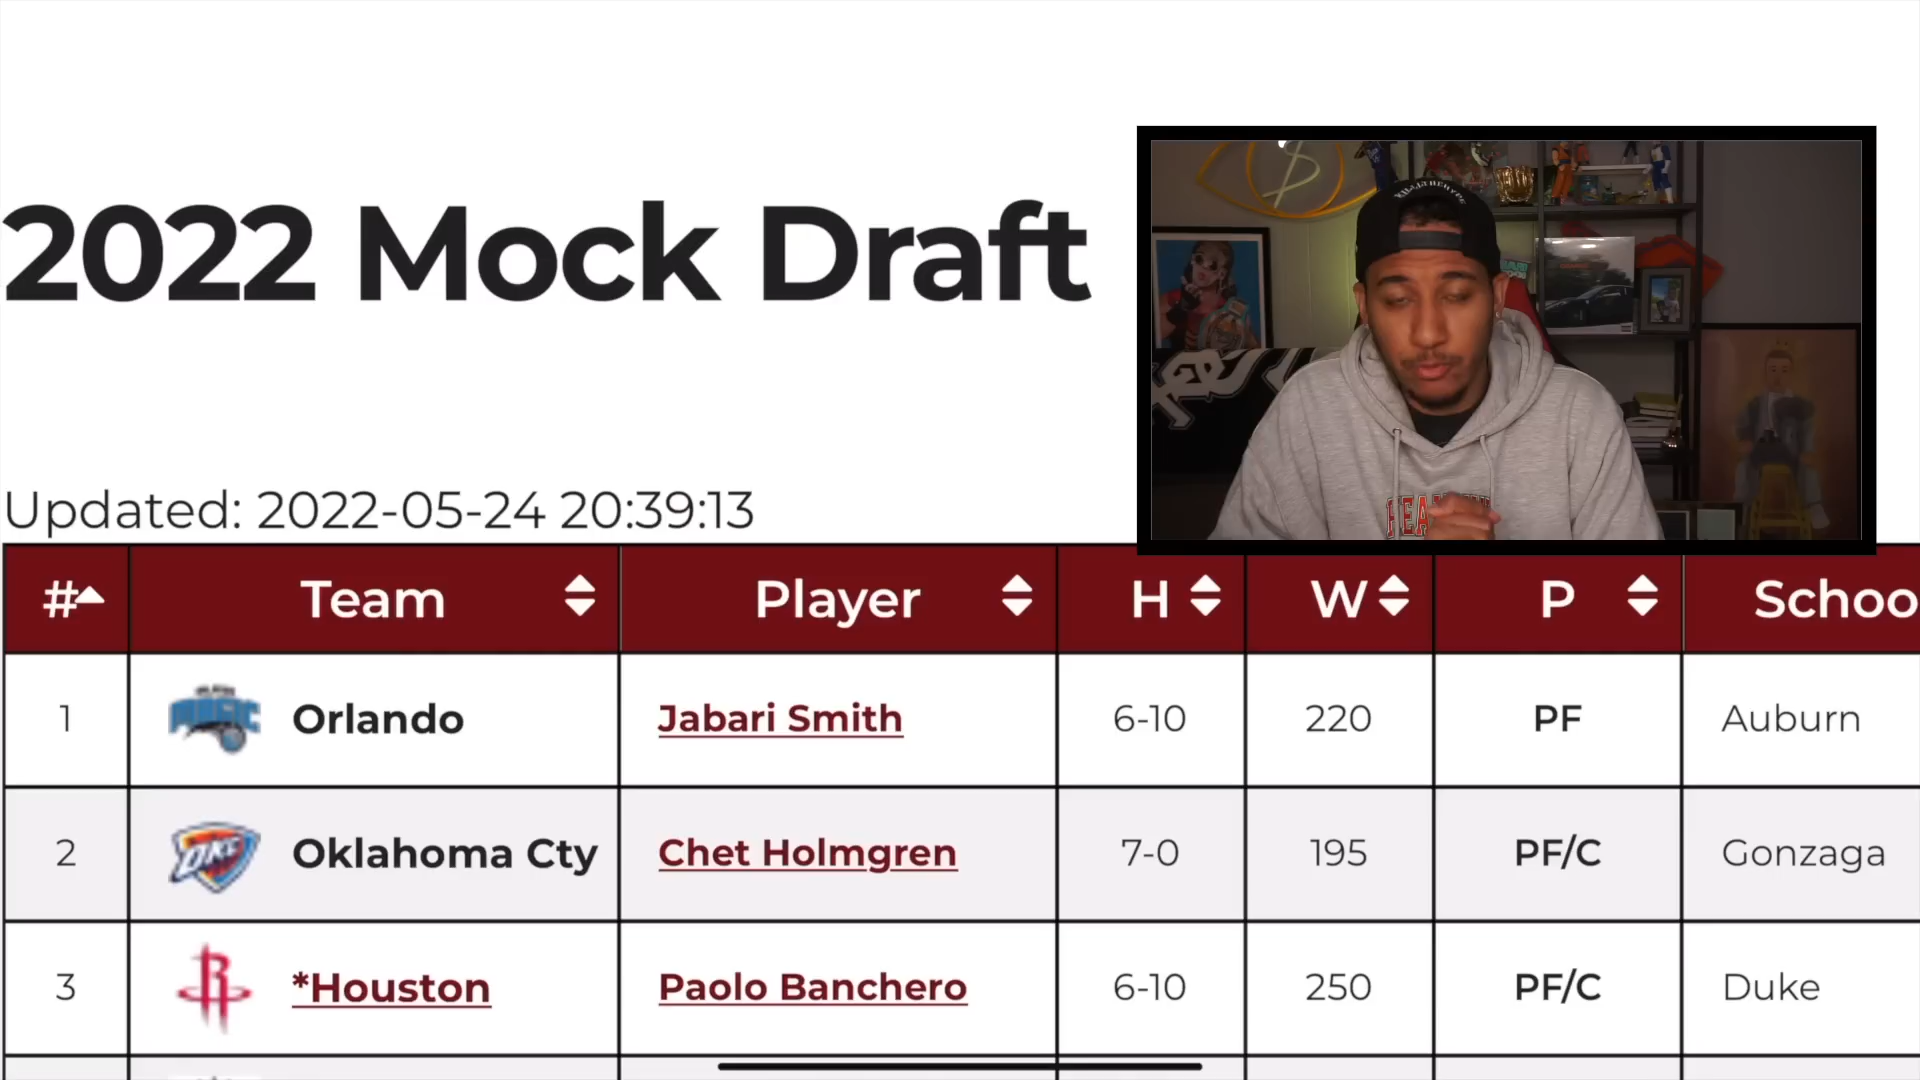 2022 Mock Draft
Updated: 2022-05-24 20:39:13
# Team Player H W P Schoo
1 MAGIC Orlando Jabari Smith 6-10 220 PF Auburn
2 OKC Oklahoma Cty Chet Holmgren 7-0 195 PF/C Gonzaga
3 R *Houston Paolo Banchero 6-10 250 PF/C Duke